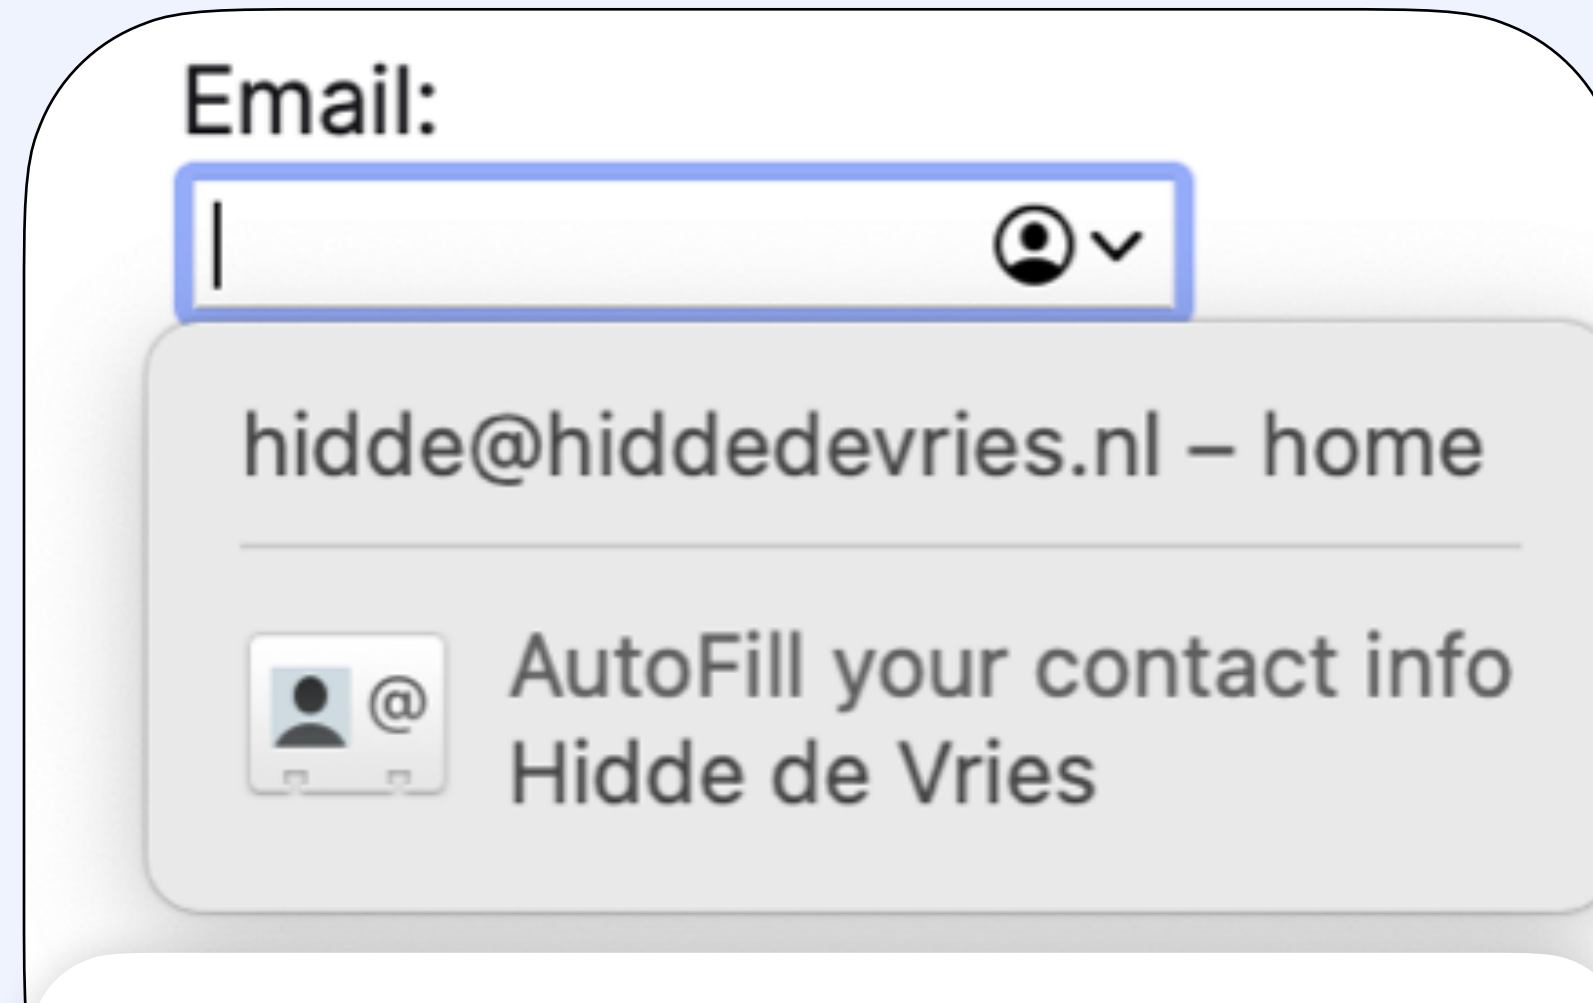 Email:
hidde@hiddedevries.nl – home
@
AutoFill your contact info
Hidde de Vries